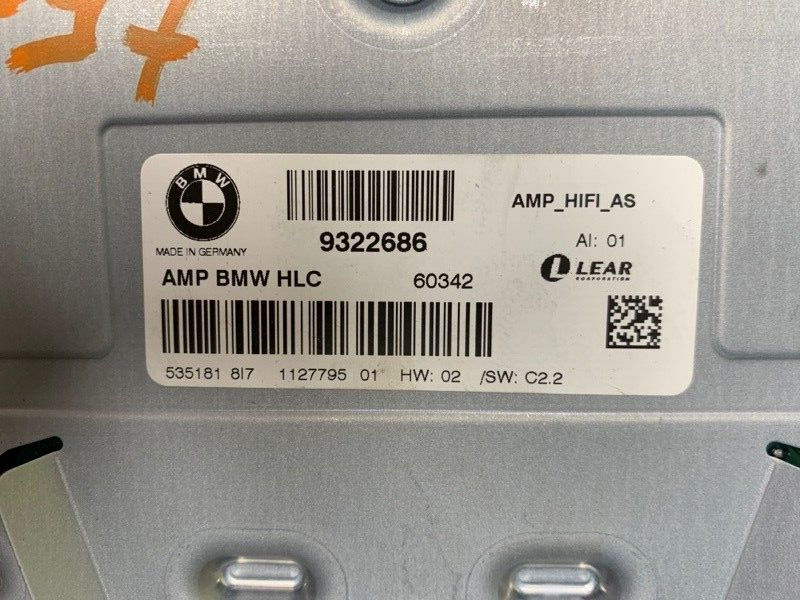 BMW
MADE IN GERMANY
9322686
AMP_HIFI_AS
AI: 01
LEAR
CORPORATION
AMP BMW HLC 60342
535181 8I7 1127795 01 HW: 02 /SW: C2.2